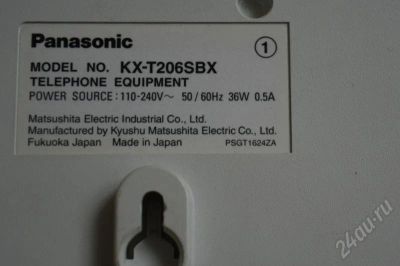 Panasonic
1
MODEL NO. KX-T206SBX
TELEPHONE EQUIPMENT
POWER SOURCE : 110-240V~ 50 / 60Hz 36W 0.5A
Matsushita Electric Industrial Co., Ltd.
Manufactured by Kyushu Matsushita Electric Co., Ltd.
Fukuoka Japan Made in Japan PSGT1624ZA
24au.ru